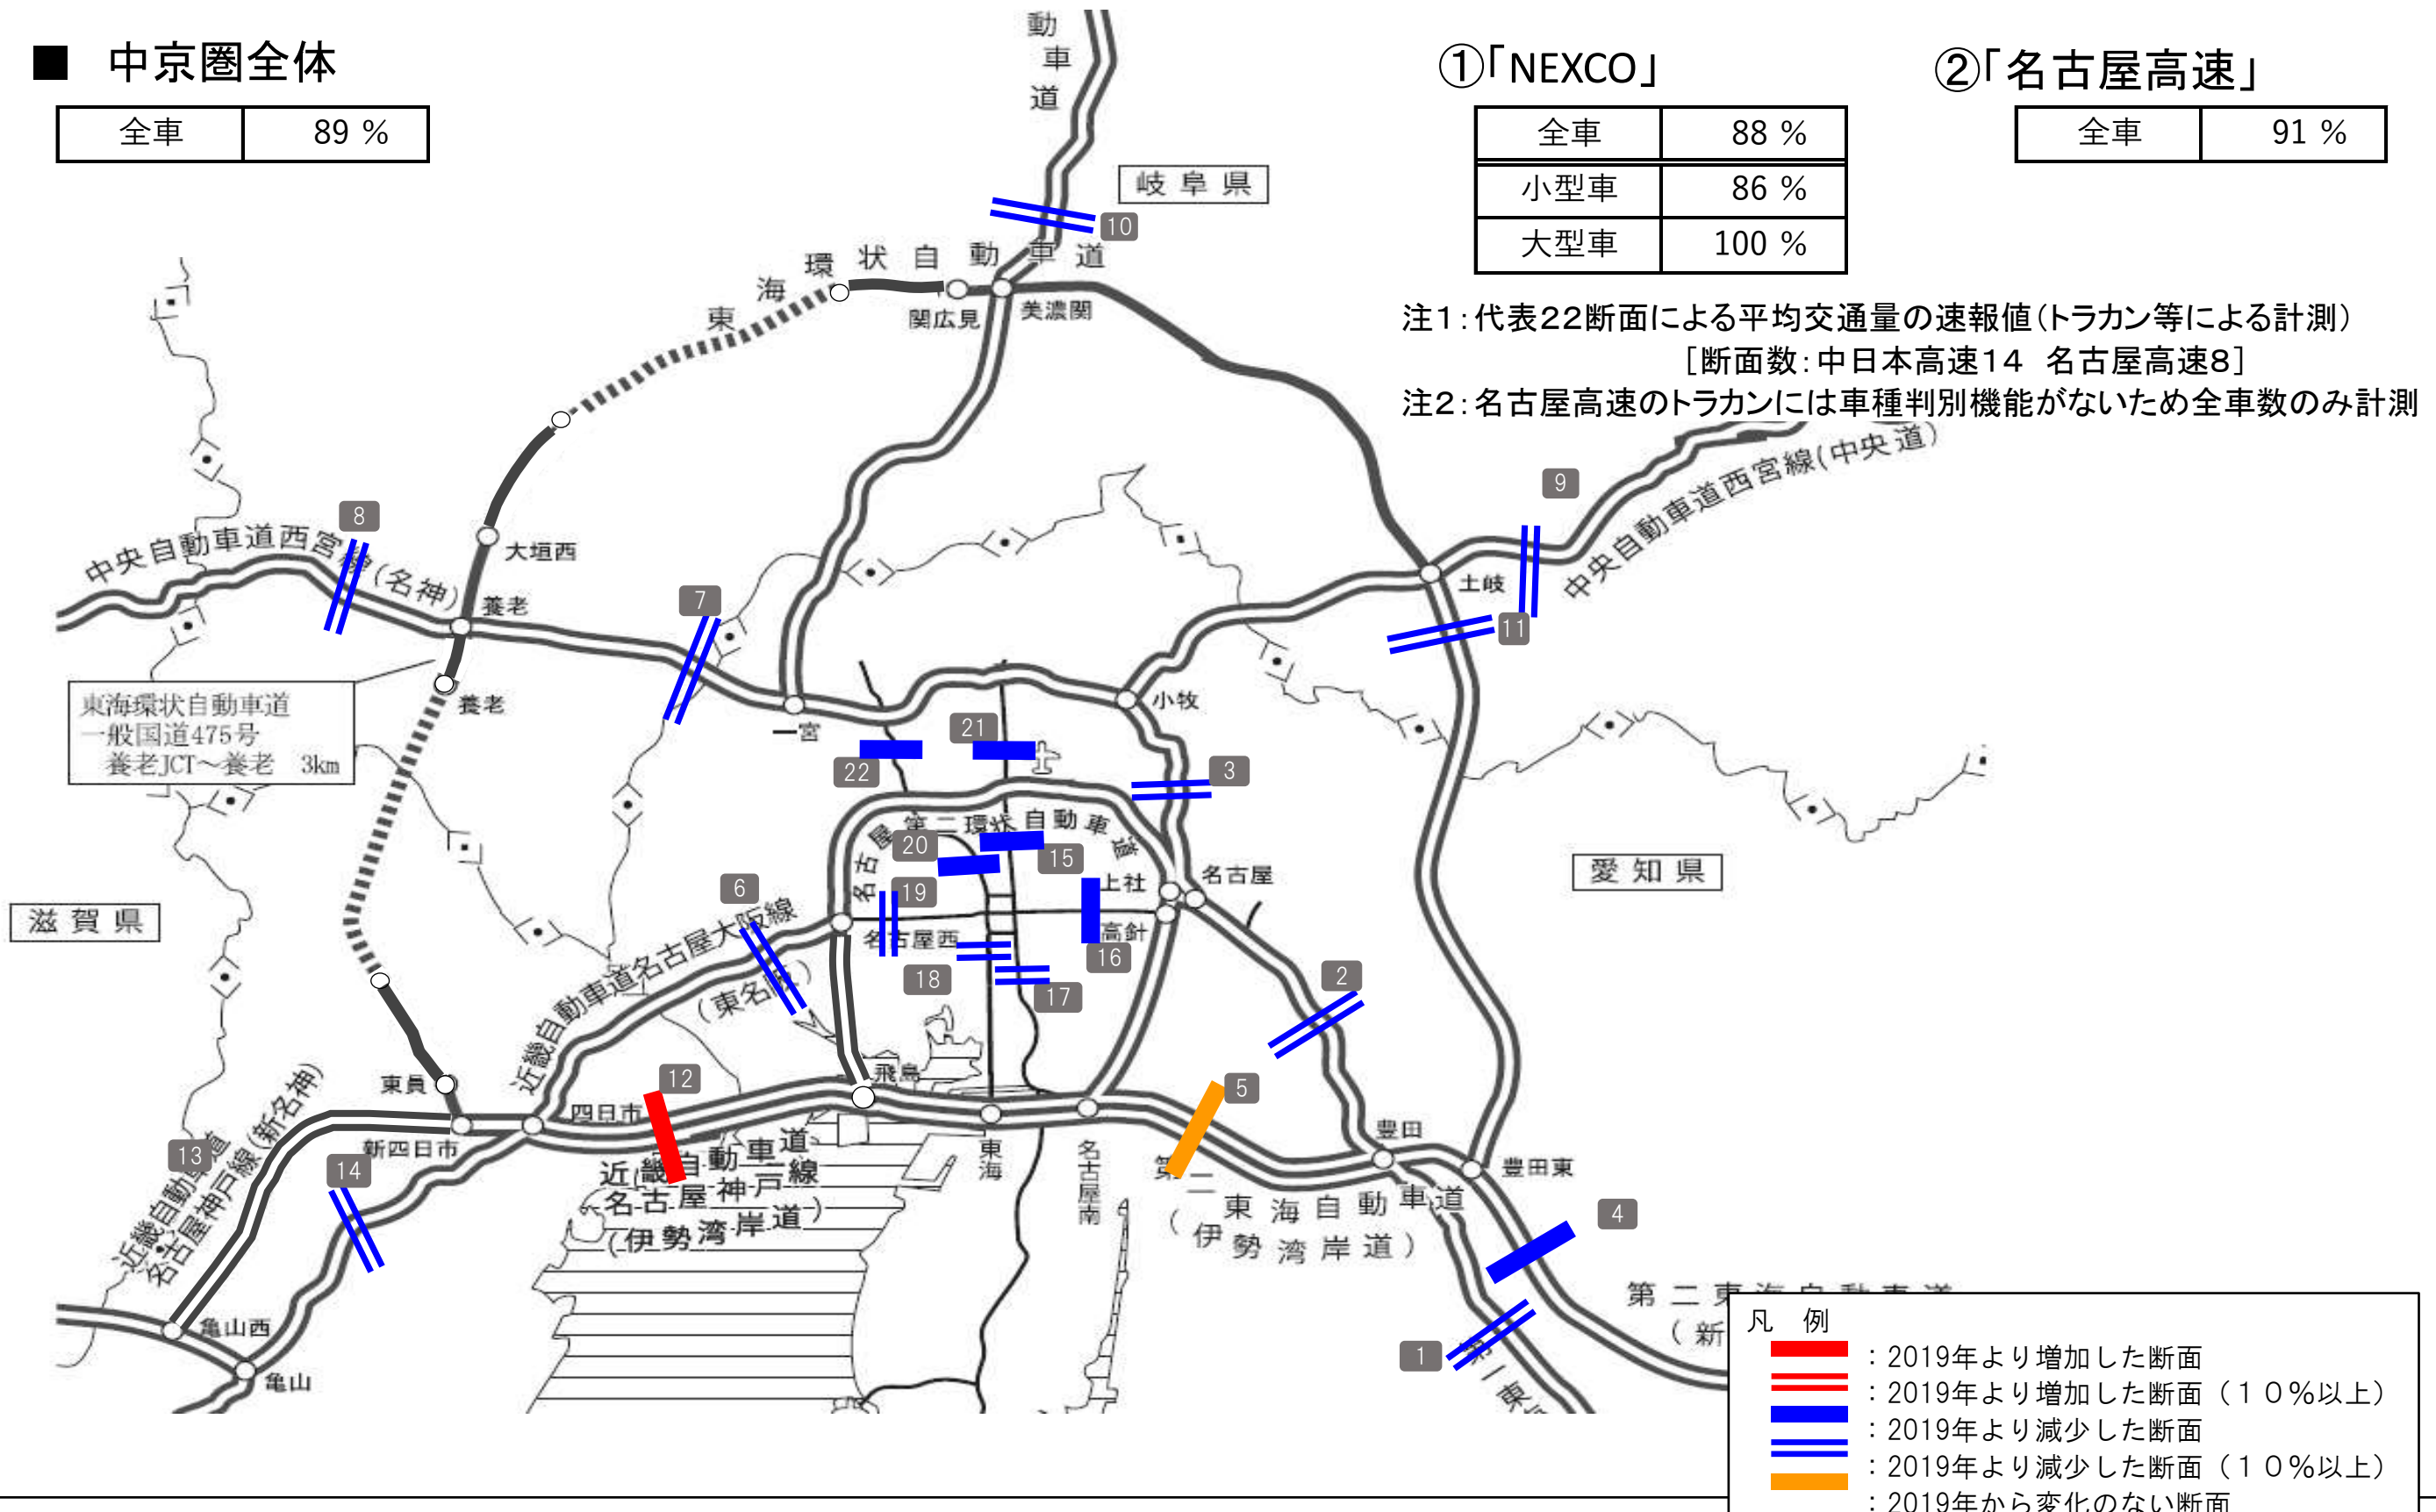 ■ 中京圏全体
全車 89 %
①「NEXCO」
全車 88 %
小型車 86 %
大型車 100 %
②「名古屋高速」
全車 91 %
注1：代表22断面による平均交通量の速報値（トラカン等による計測）
［断面数：中日本高速14　名古屋高速8］
注2：名古屋高速のトラカンには車種判別機能がないため全車数のみ計測
動車道
岐阜県
10
東海環状自動車道
関広見
美濃関
9
中央自動車道西宮線(中央道)
8
中央自動車道西宮線(名神)
大垣西
養老
7
土岐
11
養老
東海環状自動車道
一般国道475号
養老JCT～養老　3km
一宮
小牧
21
22
3
名古屋第二環状自動車道
20
15
上社
名古屋
愛知県
19
6
滋賀県
名古屋西
高針
16
近畿自動車道名古屋大阪線
(東名阪)
18
17
2
東員
12
飛島
5
四日市
新四日市
13
14
近畿自動車道
名古屋神戸線(新名神)
近畿自動車道
名古屋神戸線
(伊勢湾岸道)
東海
名古屋南
豊田
豊田東
第二東海自動車道
(伊勢湾岸道)
4
亀山西
亀山
1
第一東
第二東海自動車道
(新
凡　例
：2019年より増加した断面
：2019年より増加した断面（１０%以上）
：2019年より減少した断面
：2019年より減少した断面（１０%以上）
：2019年から変化のない断面